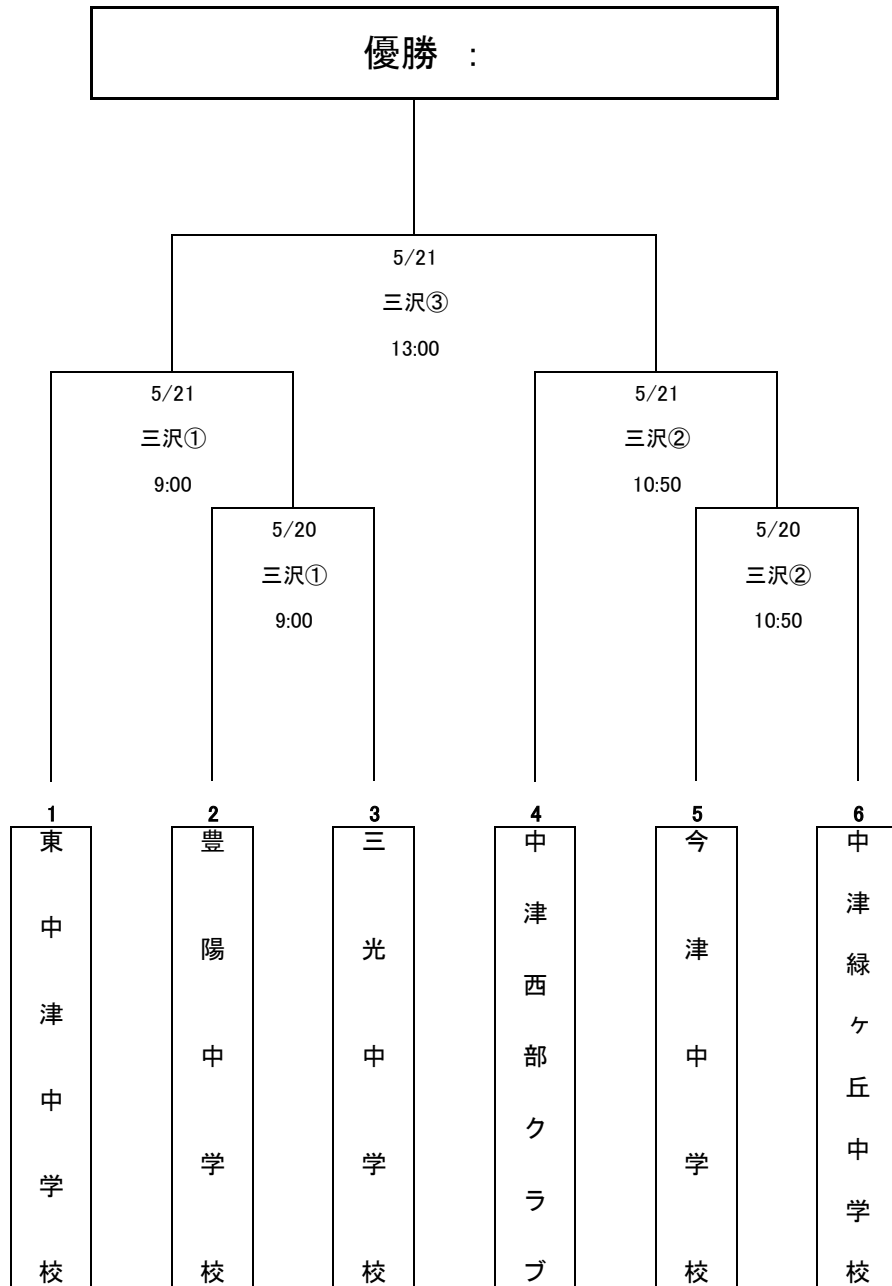 優勝 :
5/21
三沢③
13:00
5/21
三沢①
9:00
5/21
三沢②
10:50
5/20
三沢①
9:00
5/20
三沢②
10:50
1
東中津中学校
2
豊陽中学校
3
三光中学校
4
中津西部クラブ
5
今津中学校
6
中津緑ヶ丘中学校